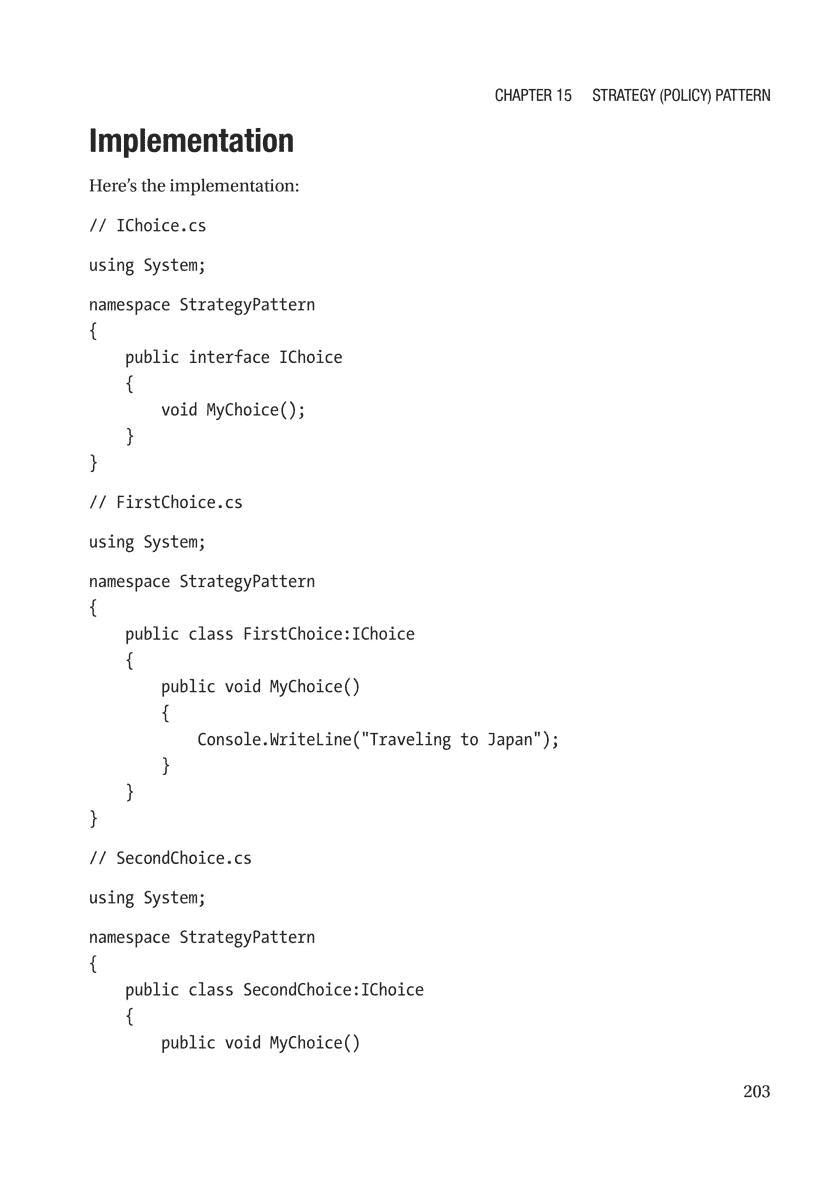 CHAPTER 15 STRATEGY (POLICY) PATTERN
Implementation
Here’s the implementation:
// IChoice.cs
using System;
namespace StrategyPattern
{
    public interface IChoice
    {
        void MyChoice();
    }
}
// FirstChoice.cs
using System;
namespace StrategyPattern
{
    public class FirstChoice:IChoice
    {
        public void MyChoice()
        {
            Console.WriteLine("Traveling to Japan");
        }
    }
}
// SecondChoice.cs
using System;
namespace StrategyPattern
{
    public class SecondChoice:IChoice
    {
        public void MyChoice()
203